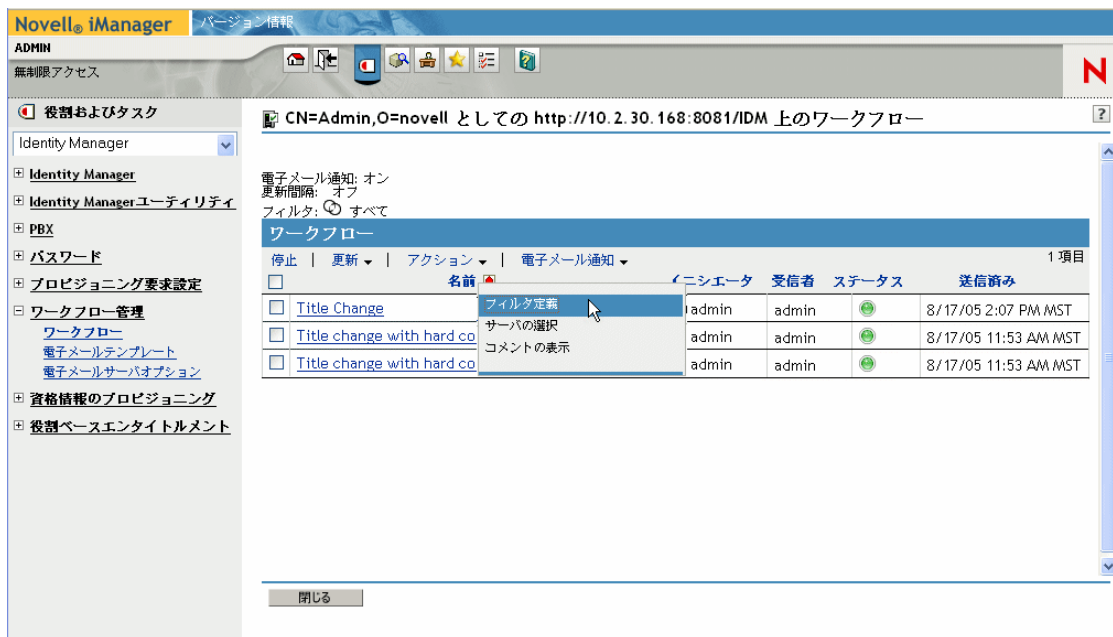 Novell® iManager バージョン情報
ADMIN
無制限アクセス
N
役割およびタスク
Identity Manager
Identity Manager
Identity Managerユーティリティ
PBX
パスワード
プロビジョニング要求設定
ワークフロー管理
ワークフロー
電子メールテンプレート
電子メールサーバオプション
資格情報のプロビジョニング
役割ベースエンタイトルメント
CN=Admin,O=novell としての http://10.2.30.168:8081/IDM 上のワークフロー
?
電子メール通知: オン
更新間隔: オフ
フィルタ: すべて
ワークフロー
停止 | 更新 | アクション | 電子メール通知
1 項目
名前 イニシエータ 受信者 ステータス 送信済み
Title Change admin admin 8/17/05 2:07 PM MST
Title change with hard co admin admin 8/17/05 11:53 AM MST
Title change with hard co admin admin 8/17/05 11:53 AM MST
フィルタ定義
サーバの選択
コメントの表示
閉じる